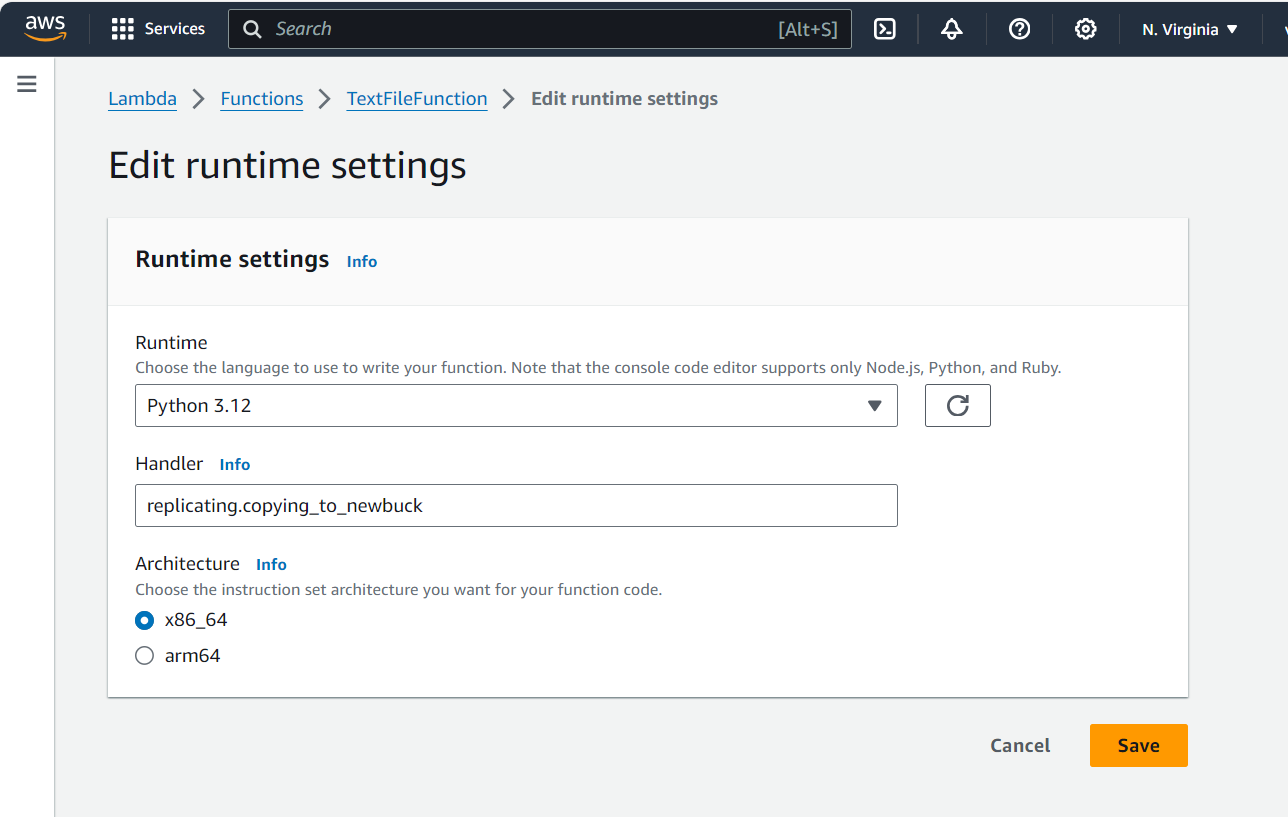 aws Services Search [Alt+S] N. Virginia
Lambda Functions TextFileFunction Edit runtime settings
Edit runtime settings
Runtime settings Info
Runtime
Choose the language to use to write your function. Note that the console code editor supports only Node.js, Python, and Ruby.
Python 3.12
Handler Info
replicating.copying_to_newbuck
Architecture Info
Choose the instruction set architecture you want for your function code.
x86_64
arm64
Cancel Save